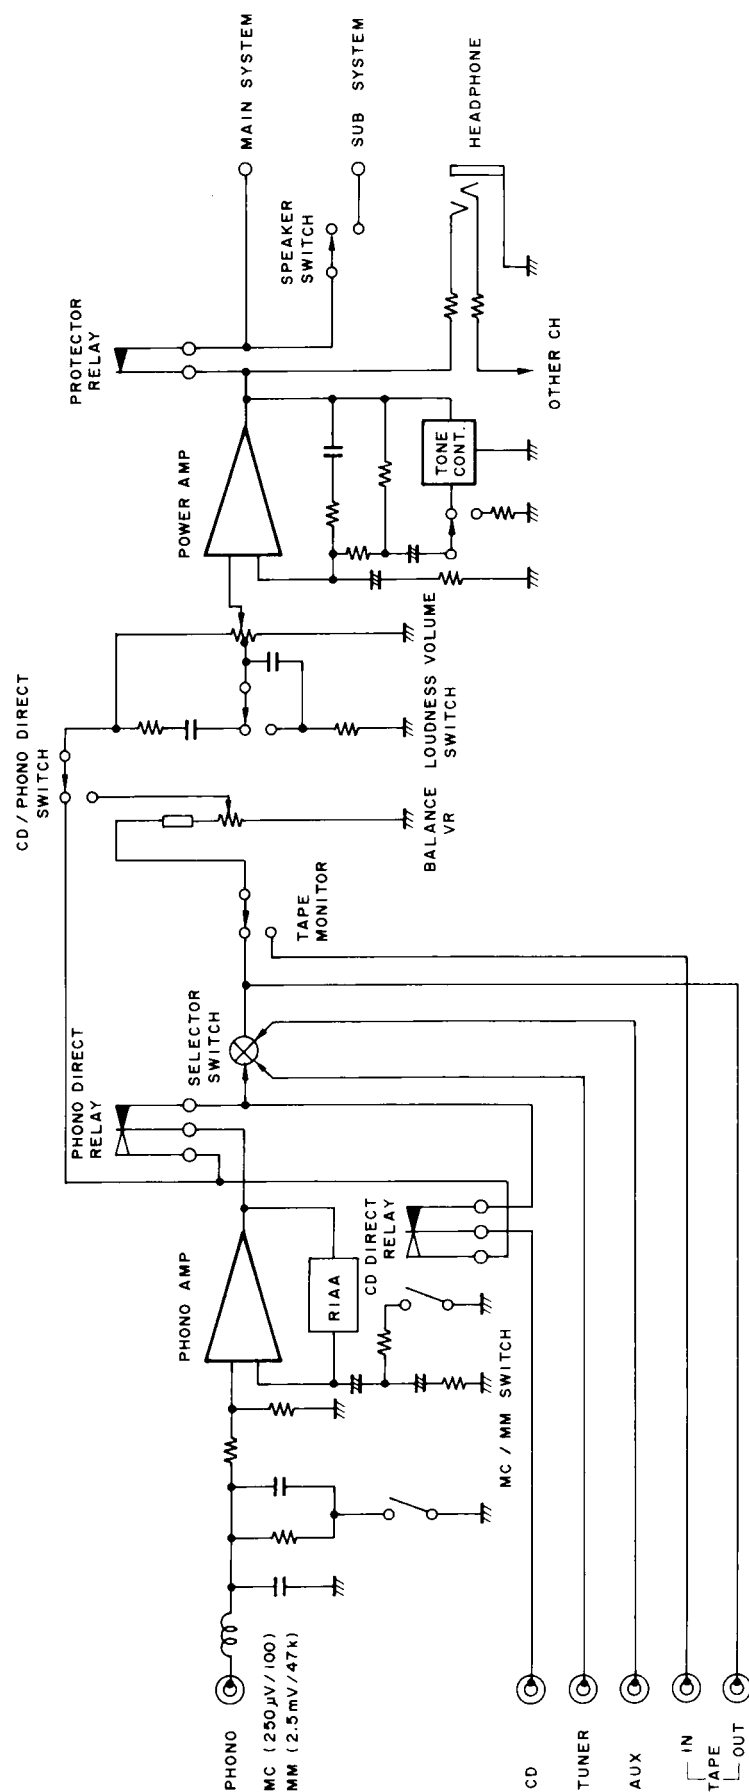 PHONO
MC (250μV/100)
MM (2.5mV/47k)
CD
TUNER
AUX
IN
TAPE
OUT
PHONO AMP
RIAA
MC / MM SWITCH
CD DIRECT
RELAY
PHONO DIRECT
RELAY
SELECTOR
SWITCH
TAPE
MONITOR
CD / PHONO DIRECT
SWITCH
BALANCE
VR
LOUDNESS
SWITCH
VOLUME
POWER AMP
TONE
CONT.
PROTECTOR
RELAY
SPEAKER
SWITCH
OTHER CH
MAIN SYSTEM
SUB SYSTEM
HEADPHONE